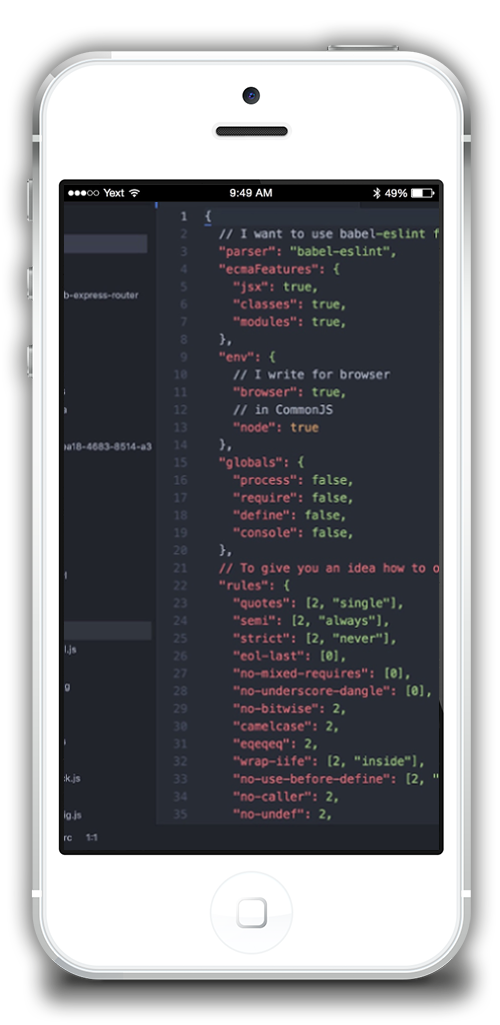 Yext 9:49 AM 49%
b-express-router
ea18-4683-8514-a3
l.js
g
ck.js
ig.js
rc 1:1
1 {
2 // I want to use babel-eslint f
3 "parser": "babel-eslint",
4 "ecmaFeatures": {
5 "jsx": true,
6 "classes": true,
7 "modules": true,
8 },
9 "env": {
10 // I write for browser
11 "browser": true,
12 // in CommonJS
13 "node": true
14 },
15 "globals": {
16 "process": false,
17 "require": false,
18 "define": false,
19 "console": false,
20 },
21 // To give you an idea how to o
22 "rules": {
23 "quotes": [2, "single"],
24 "semi": [2, "always"],
25 "strict": [2, "never"],
26 "eol-last": [0],
27 "no-mixed-requires": [0],
28 "no-underscore-dangle": [0],
29 "no-bitwise": 2,
30 "camelcase": 2,
31 "eqeqeq": 2,
32 "wrap-iife": [2, "inside"],
33 "no-use-before-define": [2, "
34 "no-caller": 2,
35 "no-undef": 2,